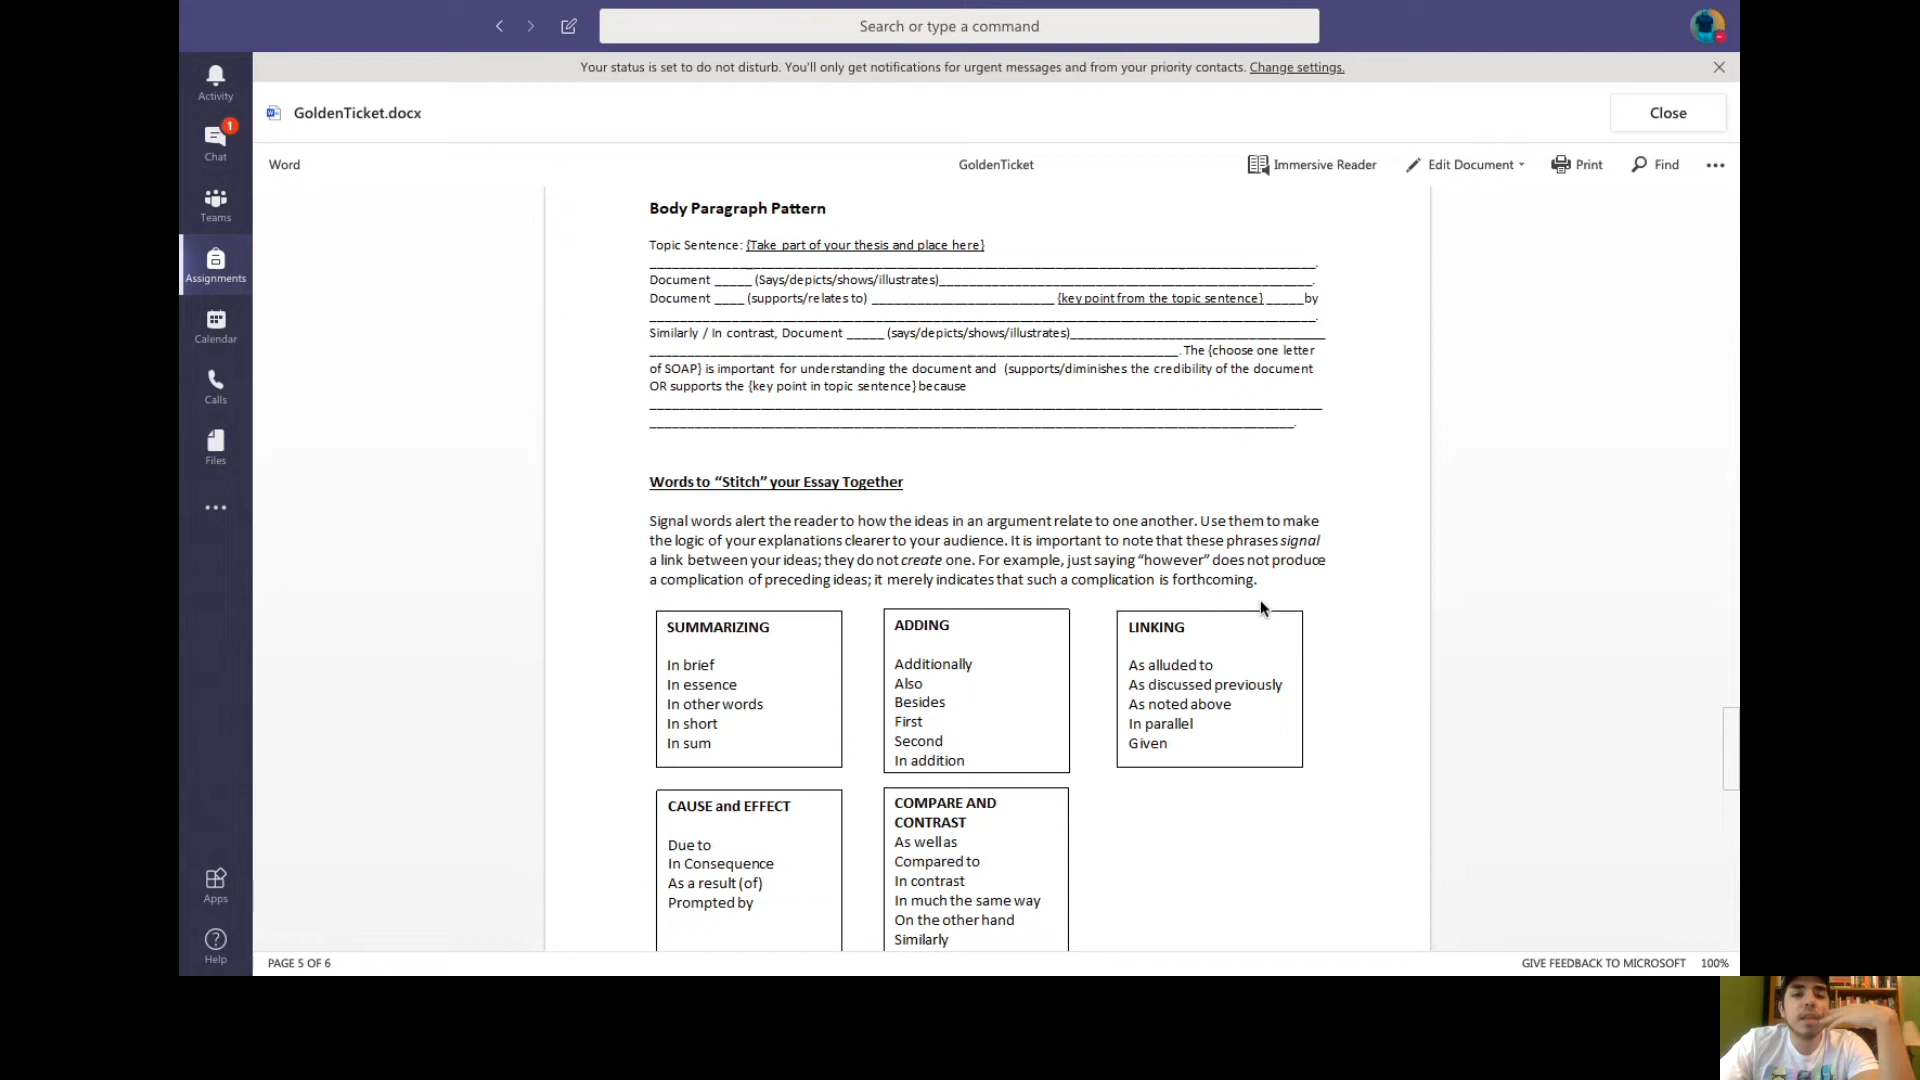 Search or type a command
Your status is set to do not disturb. You'll only get notifications for urgent messages and from your priority contacts. Change settings.
Activity
1
Chat
Teams
Assignments
Calendar
Calls
Files
Apps
Help
GoldenTicket.docx
Close
Word
GoldenTicket
Immersive Reader
Edit Document
Print
Find
Body Paragraph Pattern
Topic Sentence: {Take part of your thesis and place here}
___.
Document _____ (Says/depicts/shows/illustrates)___.
Document ____ (supports/relates to) ___ {key point from the topic sentence} _____by
___.
Similarly / In contrast, Document _____ (says/depicts/shows/illustrates)___
___. The {choose one letter
of SOAP} is important for understanding the document and (supports/diminishes the credibility of the document
OR supports the {key point in topic sentence} because
___
___.
Words to “Stitch” your Essay Together
Signal words alert the reader to how the ideas in an argument relate to one another. Use them to make
the logic of your explanations clearer to your audience. It is important to note that these phrases signal
a link between your ideas; they do not create one. For example, just saying “however” does not produce
a complication of preceding ideas; it merely indicates that such a complication is forthcoming.
SUMMARIZING
In brief
In essence
In other words
In short
In sum
ADDING
Additionally
Also
Besides
First
Second
In addition
LINKING
As alluded to
As discussed previously
As noted above
In parallel
Given
CAUSE and EFFECT
Due to
In Consequence
As a result (of)
Prompted by
COMPARE AND
CONTRAST
As well as
Compared to
In contrast
In much the same way
On the other hand
Similarly
PAGE 5 OF 6
GIVE FEEDBACK TO MICROSOFT
100%